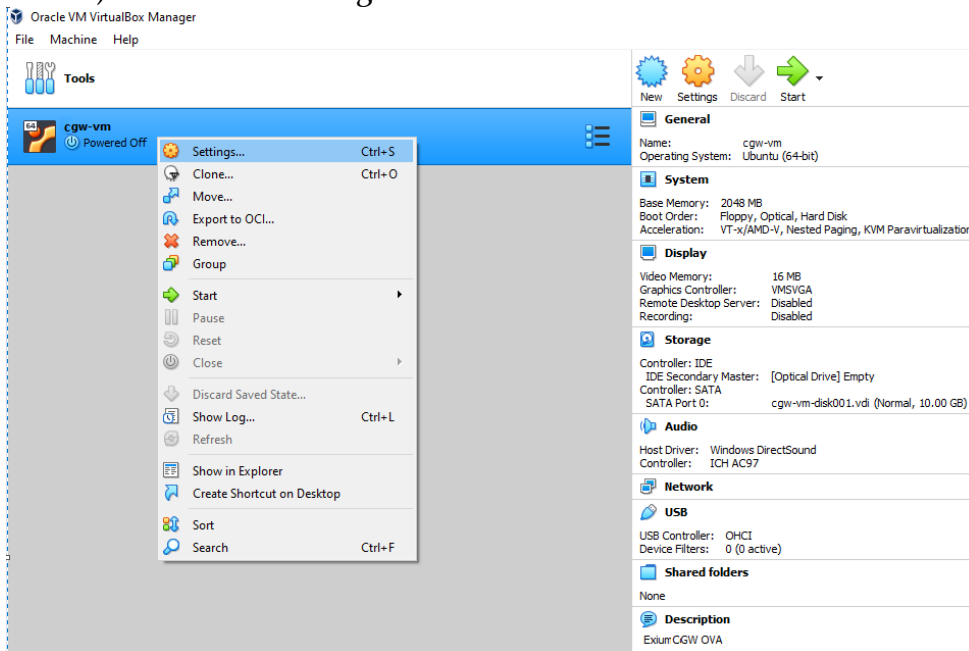 Oracle VM VirtualBox Manager
File Machine Help
Tools
64
cgw-vm
Powered Off
Settings... Ctrl+S
Clone... Ctrl+O
Move...
Export to OCI...
Remove...
Group
Start
Pause
Reset
Close
Discard Saved State...
Show Log... Ctrl+L
Refresh
Show in Explorer
Create Shortcut on Desktop
Sort
Search Ctrl+F
New Settings Discard Start
General
Name: cgw-vm
Operating System: Ubuntu (64-bit)
System
Base Memory: 2048 MB
Boot Order: Floppy, Optical, Hard Disk
Acceleration: VT-x/AMD-V, Nested Paging, KVM Paravirtualization
Display
Video Memory: 16 MB
Graphics Controller: VMSVGA
Remote Desktop Server: Disabled
Recording: Disabled
Storage
Controller: IDE
IDE Secondary Master: [Optical Drive] Empty
Controller: SATA
SATA Port 0: cgw-vm-disk001.vdi (Normal, 10.00 GB)
Audio
Host Driver: Windows DirectSound
Controller: ICH AC97
Network
USB
USB Controller: OHCI
Device Filters: 0 (0 active)
Shared folders
None
Description
Exium CGW OVA